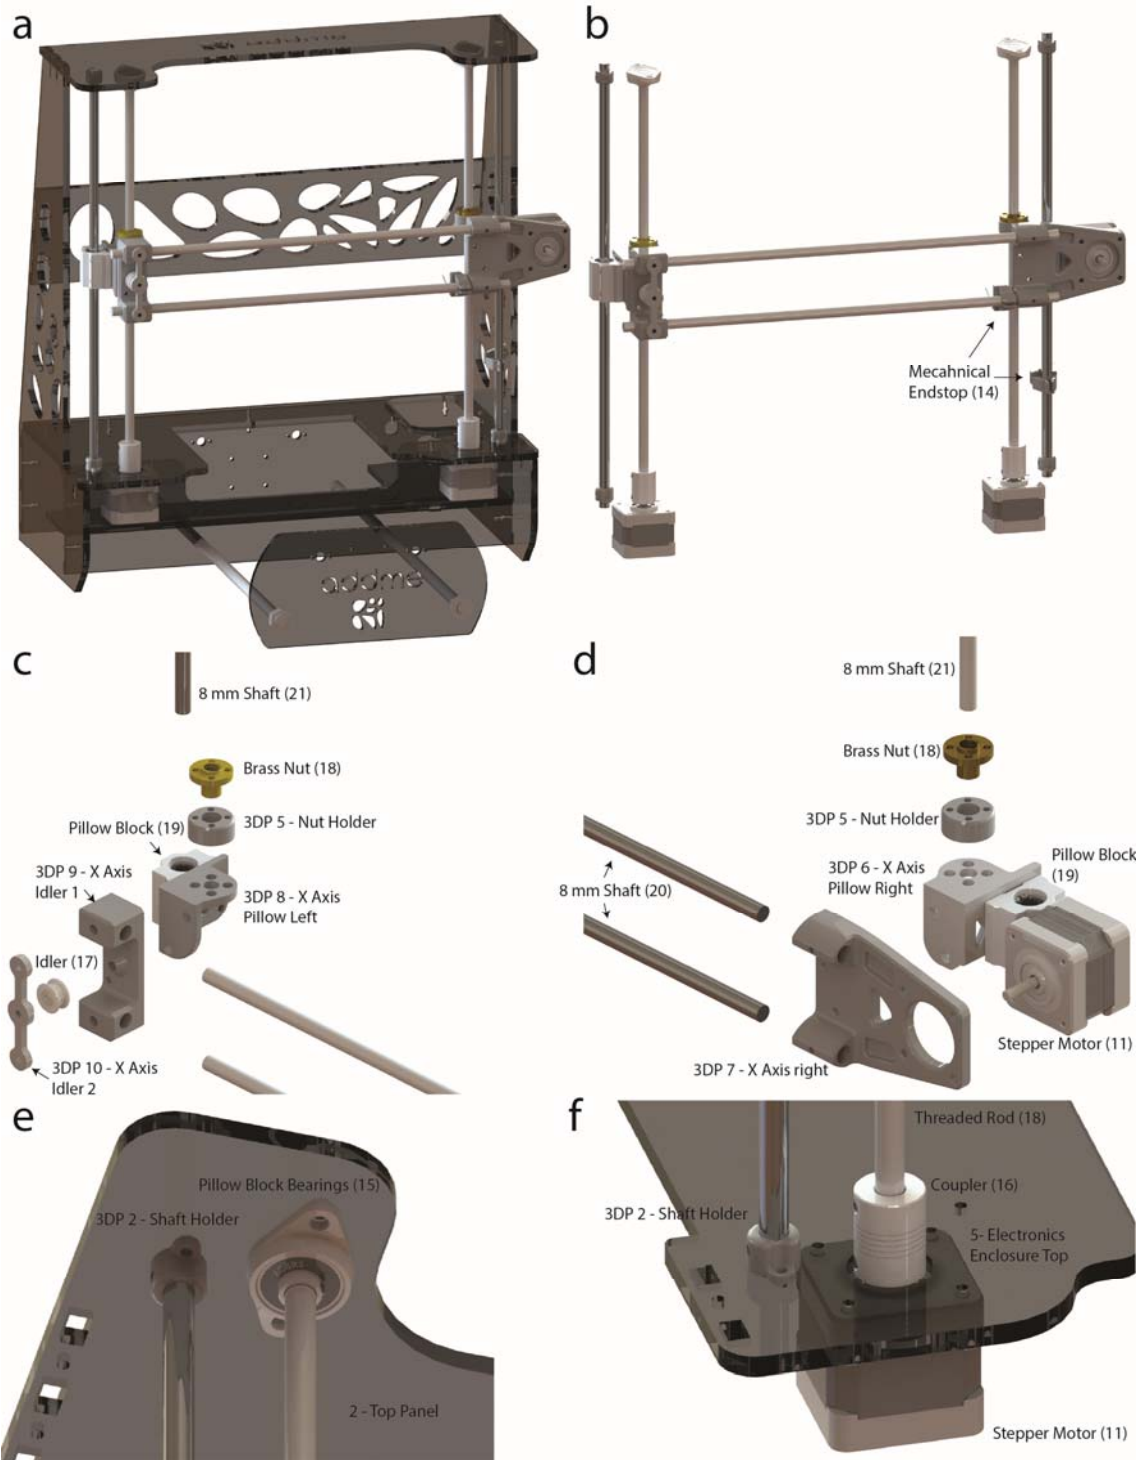 a
b
addme
addme
Mecahnical
Endstop (14)
c
8 mm Shaft (21)
Brass Nut (18)
3DP 5 - Nut Holder
Pillow Block (19)
3DP 9 - X Axis
Idler 1
3DP 8 - X Axis
Pillow Left
Idler (17)
3DP 10 - X Axis
Idler 2
d
8 mm Shaft (21)
Brass Nut (18)
3DP 5 - Nut Holder
3DP 6 - X Axis
Pillow Right
Pillow Block
(19)
8 mm Shaft (20)
Stepper Motor (11)
3DP 7 - X Axis right
e
Pillow Block Bearings (15)
3DP 2 - Shaft Holder
2 - Top Panel
f
Threaded Rod (18)
Coupler (16)
3DP 2 - Shaft Holder
5- Electronics
Enclosure Top
Stepper Motor (11)